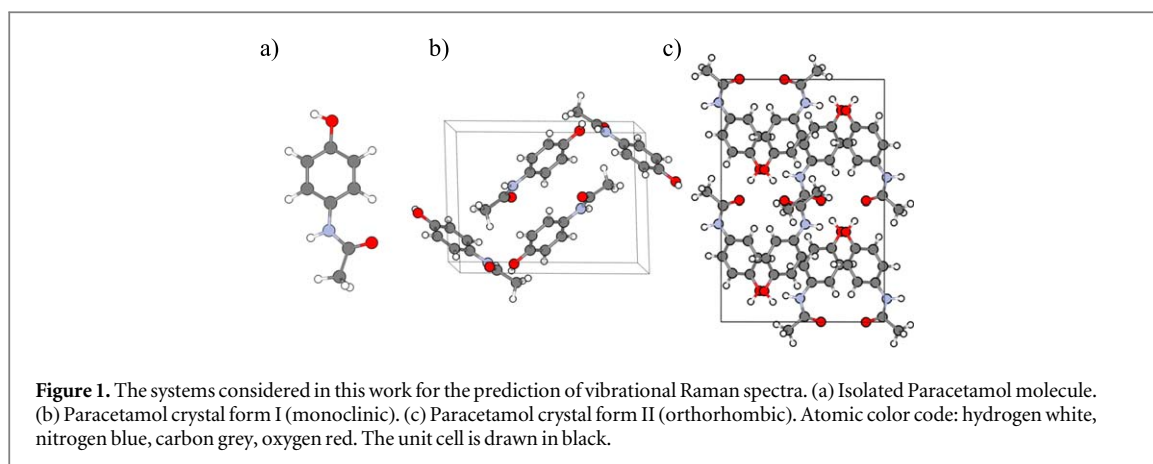 a)
b)
c)
Figure 1. The systems considered in this work for the prediction of vibrational Raman spectra. (a) Isolated Paracetamol molecule.
(b) Paracetamol crystal form I (monoclinic). (c) Paracetamol crystal form II (orthorhombic). Atomic color code: hydrogen white,
nitrogen blue, carbon grey, oxygen red. The unit cell is drawn in black.